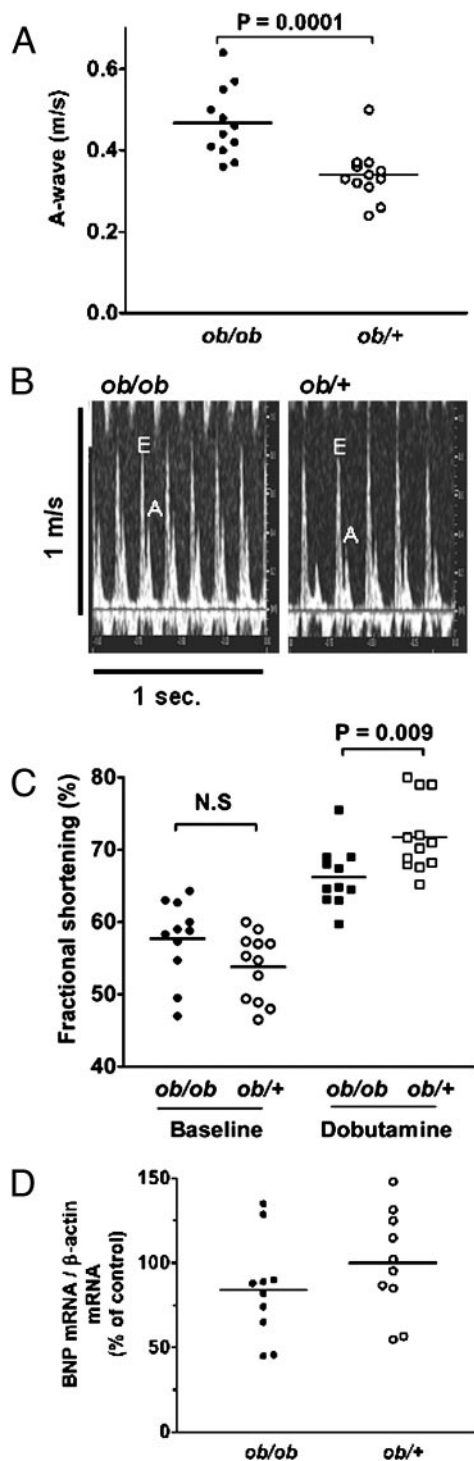 A
P = 0.0001
A-wave (m/s)
0.6
0.4
0.2
0.0
ob/ob
ob/+
B
ob/ob
ob/+
E
A
E
A
1 m/s
1 sec.
C
P = 0.009
N.S
Fractional shortening (%)
80
70
60
50
40
ob/ob ob/+ ob/ob ob/+
Baseline Dobutamine
D
BNP mRNA / β-actin
mRNA
(% of control)
150
100
50
0
ob/ob
ob/+